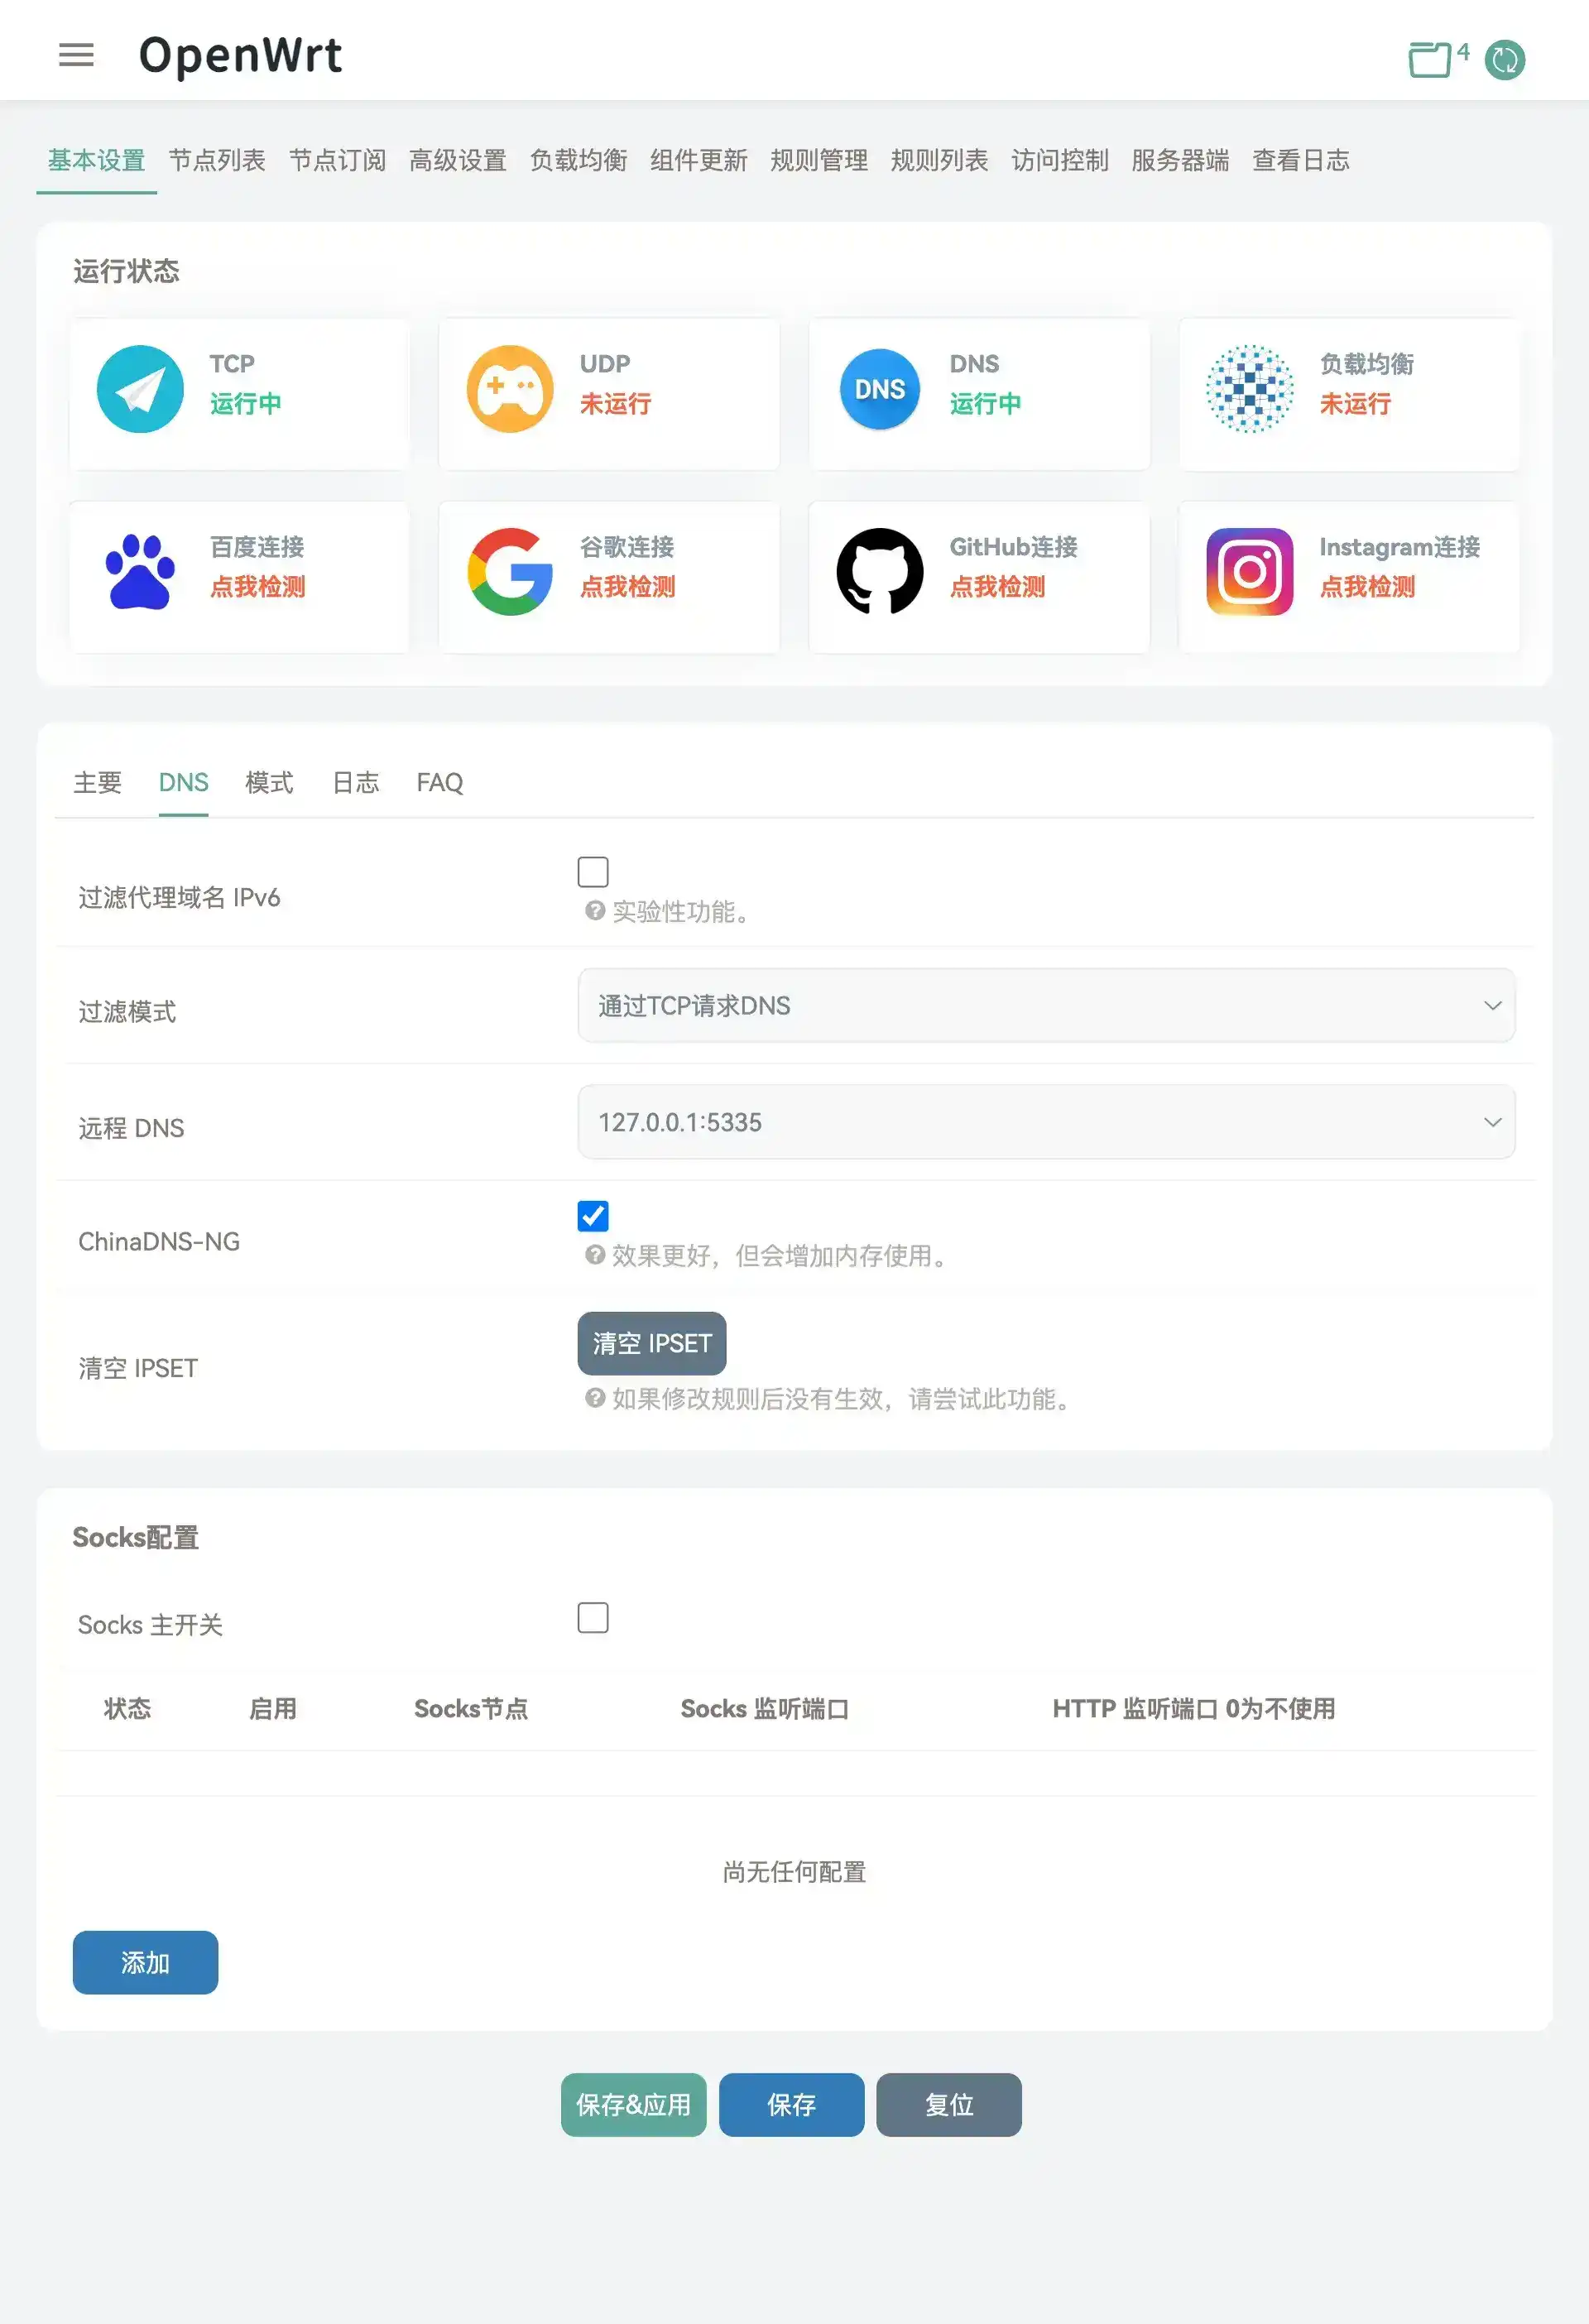 OpenWrt
4
基本设置 节点列表 节点订阅 高级设置 负载均衡 组件更新 规则管理 规则列表 访问控制 服务器端 查看日志
运行状态
TCP
运行中
UDP
未运行
DNS
DNS
运行中
负载均衡
未运行
百度连接
点我检测
谷歌连接
点我检测
GitHub连接
点我检测
Instagram连接
点我检测
主要 DNS 模式 日志 FAQ
过滤代理域名 IPv6
实验性功能。
过滤模式
通过TCP请求DNS
远程 DNS
127.0.0.1:5335
ChinaDNS-NG
效果更好，但会增加内存使用。
清空 IPSET
清空 IPSET
如果修改规则后没有生效，请尝试此功能。
Socks配置
Socks 主开关
状态 启用 Socks节点 Socks 监听端口 HTTP 监听端口 0为不使用
尚无任何配置
添加
保存&应用 保存 复位